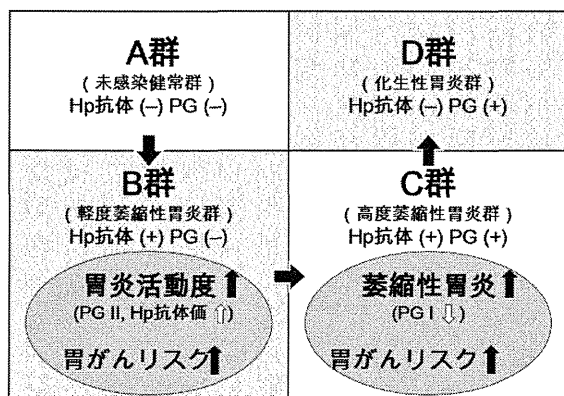 A群
（未感染健常群）
Hp抗体 (–) PG (–)
D群
（化生性胃炎群）
Hp抗体 (–) PG (+)
B群
（軽度萎縮性胃炎群）
Hp抗体 (+) PG (–)
胃炎活動度⬆
(PG II, Hp抗体価⇧)
胃がんリスク⬆
C群
（高度萎縮性胃炎群）
Hp抗体 (+) PG (+)
萎縮性胃炎⬆
(PG I⇩)
胃がんリスク⬆